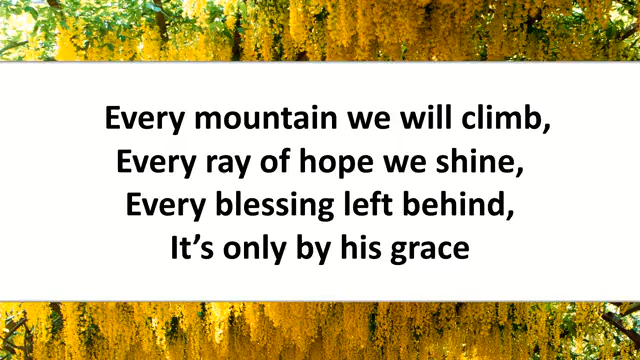 Every mountain we will climb,
Every ray of hope we shine,
Every blessing left behind,
It’s only by his grace